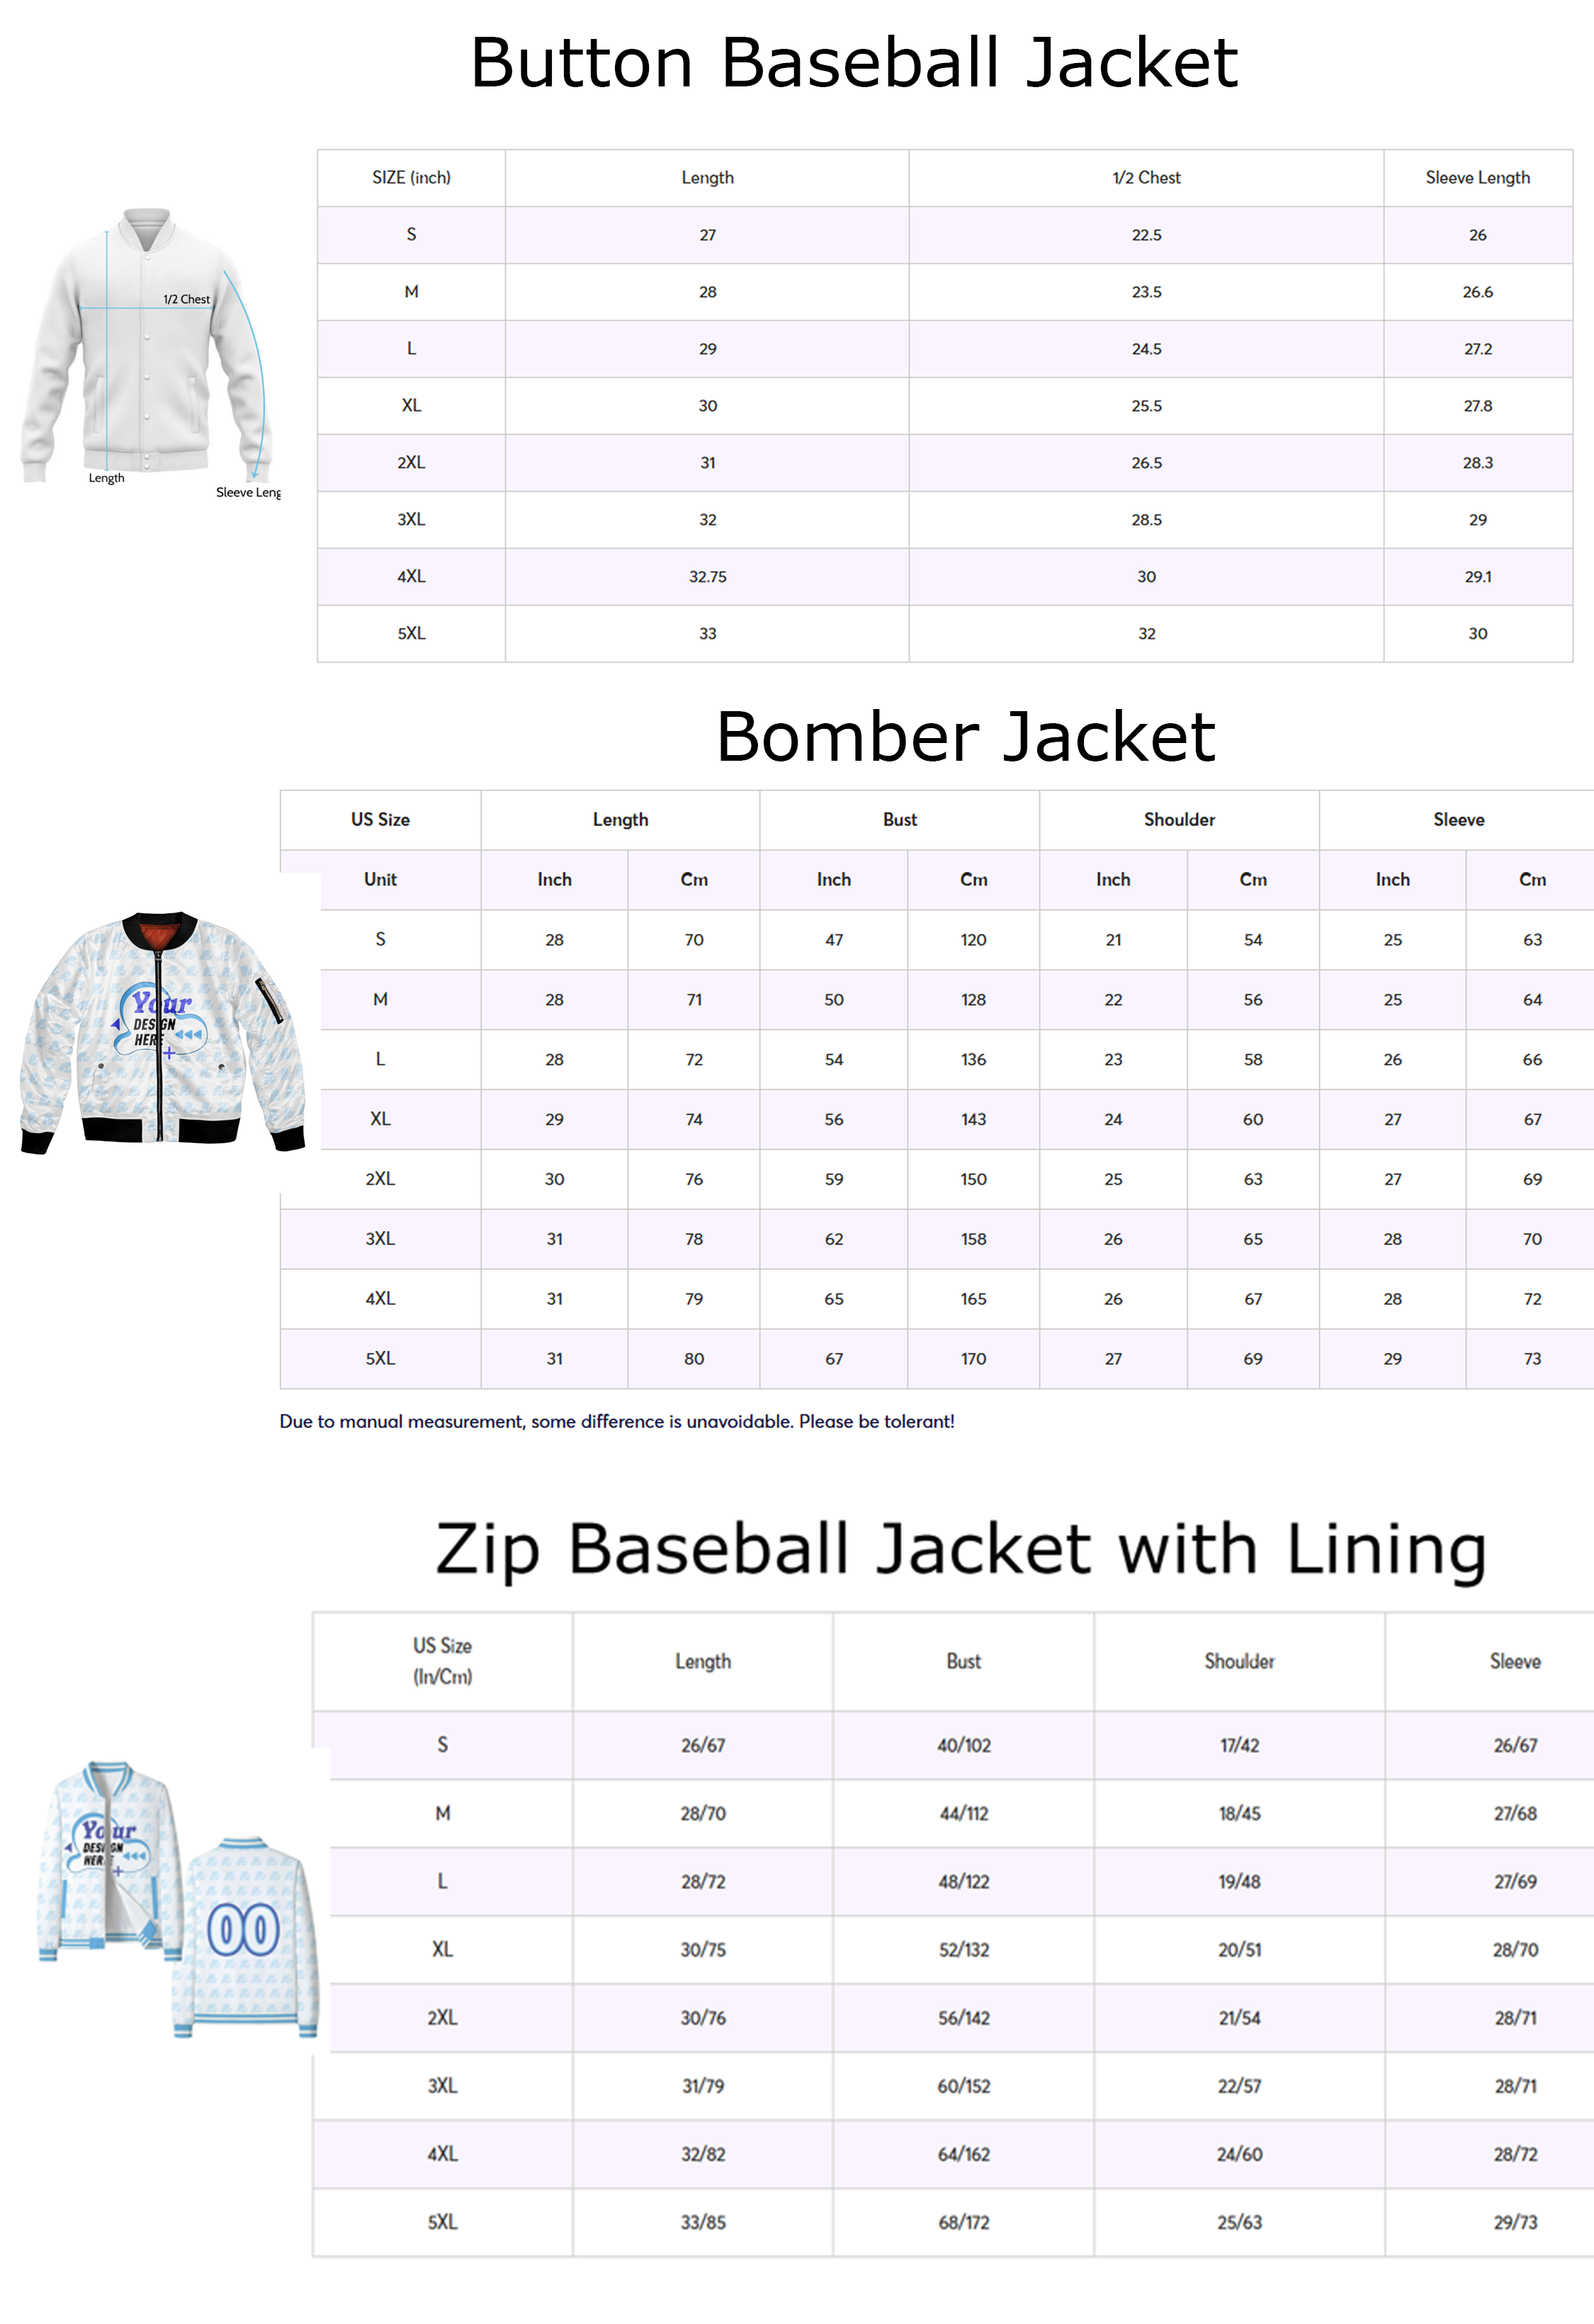 Button Baseball Jacket
SIZE (inch) Length 1/2 Chest Sleeve Length
S 27 22.5 26
M 28 23.5 26.6
L 29 24.5 27.2
XL 30 25.5 27.8
2XL 31 26.5 28.3
3XL 32 28.5 29
4XL 32.75 30 29.1
5XL 33 32 30
1/2 Chest
Length
Sleeve Leng
Bomber Jacket
US Size Length Bust Shoulder Sleeve
Unit Inch Cm Inch Cm Inch Cm Inch Cm
S 28 70 47 120 21 54 25 63
M 28 71 50 128 22 56 25 64
L 28 72 54 136 23 58 26 66
XL 29 74 56 143 24 60 27 67
2XL 30 76 59 150 25 63 27 69
3XL 31 78 62 158 26 65 28 70
4XL 31 79 65 165 26 67 28 72
5XL 31 80 67 170 27 69 29 73
Your
DESIGN
HERE
Due to manual measurement, some difference is unavoidable. Please be tolerant!
Zip Baseball Jacket with Lining
US Size
(In/Cm) Length Bust Shoulder Sleeve
S 26/67 40/102 17/42 26/67
M 28/70 44/112 18/45 27/68
L 28/72 48/122 19/48 27/69
XL 30/75 52/132 20/51 28/70
2XL 30/76 56/142 21/54 28/71
3XL 31/79 60/152 22/57 28/71
4XL 32/82 64/162 24/60 28/72
5XL 33/85 68/172 25/63 29/73
Your
DESIGN
HERE
00